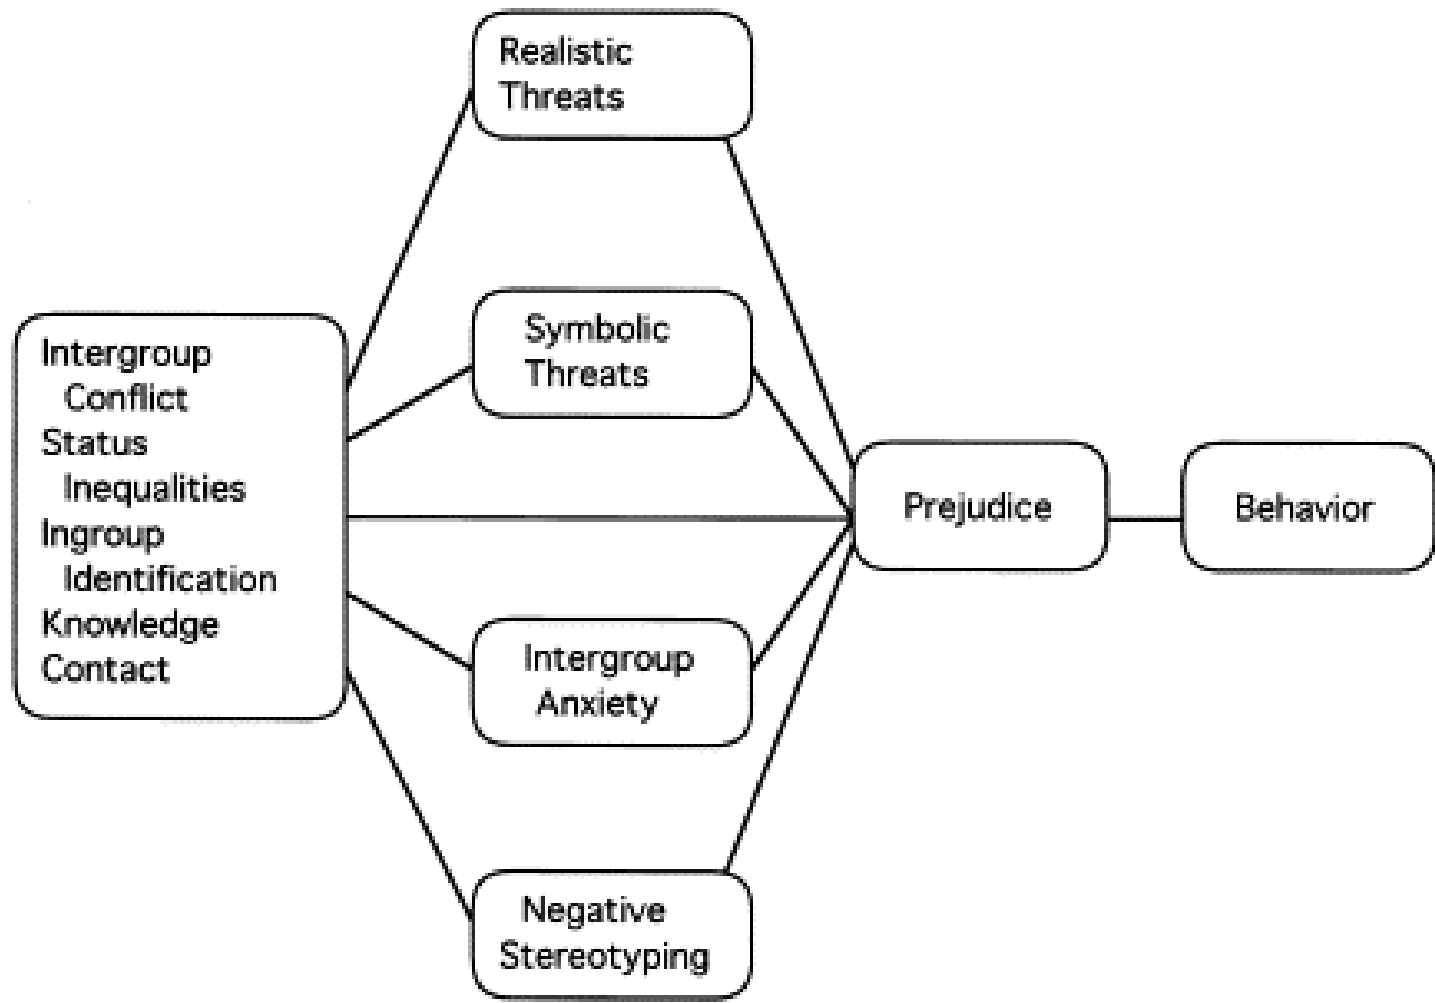 Realistic
Threats
Symbolic
Threats
Intergroup
Conflict
Status
Inequalities
Ingroup
Identification
Knowledge
Contact
Prejudice
Behavior
Intergroup
Anxiety
Negative
Stereotyping